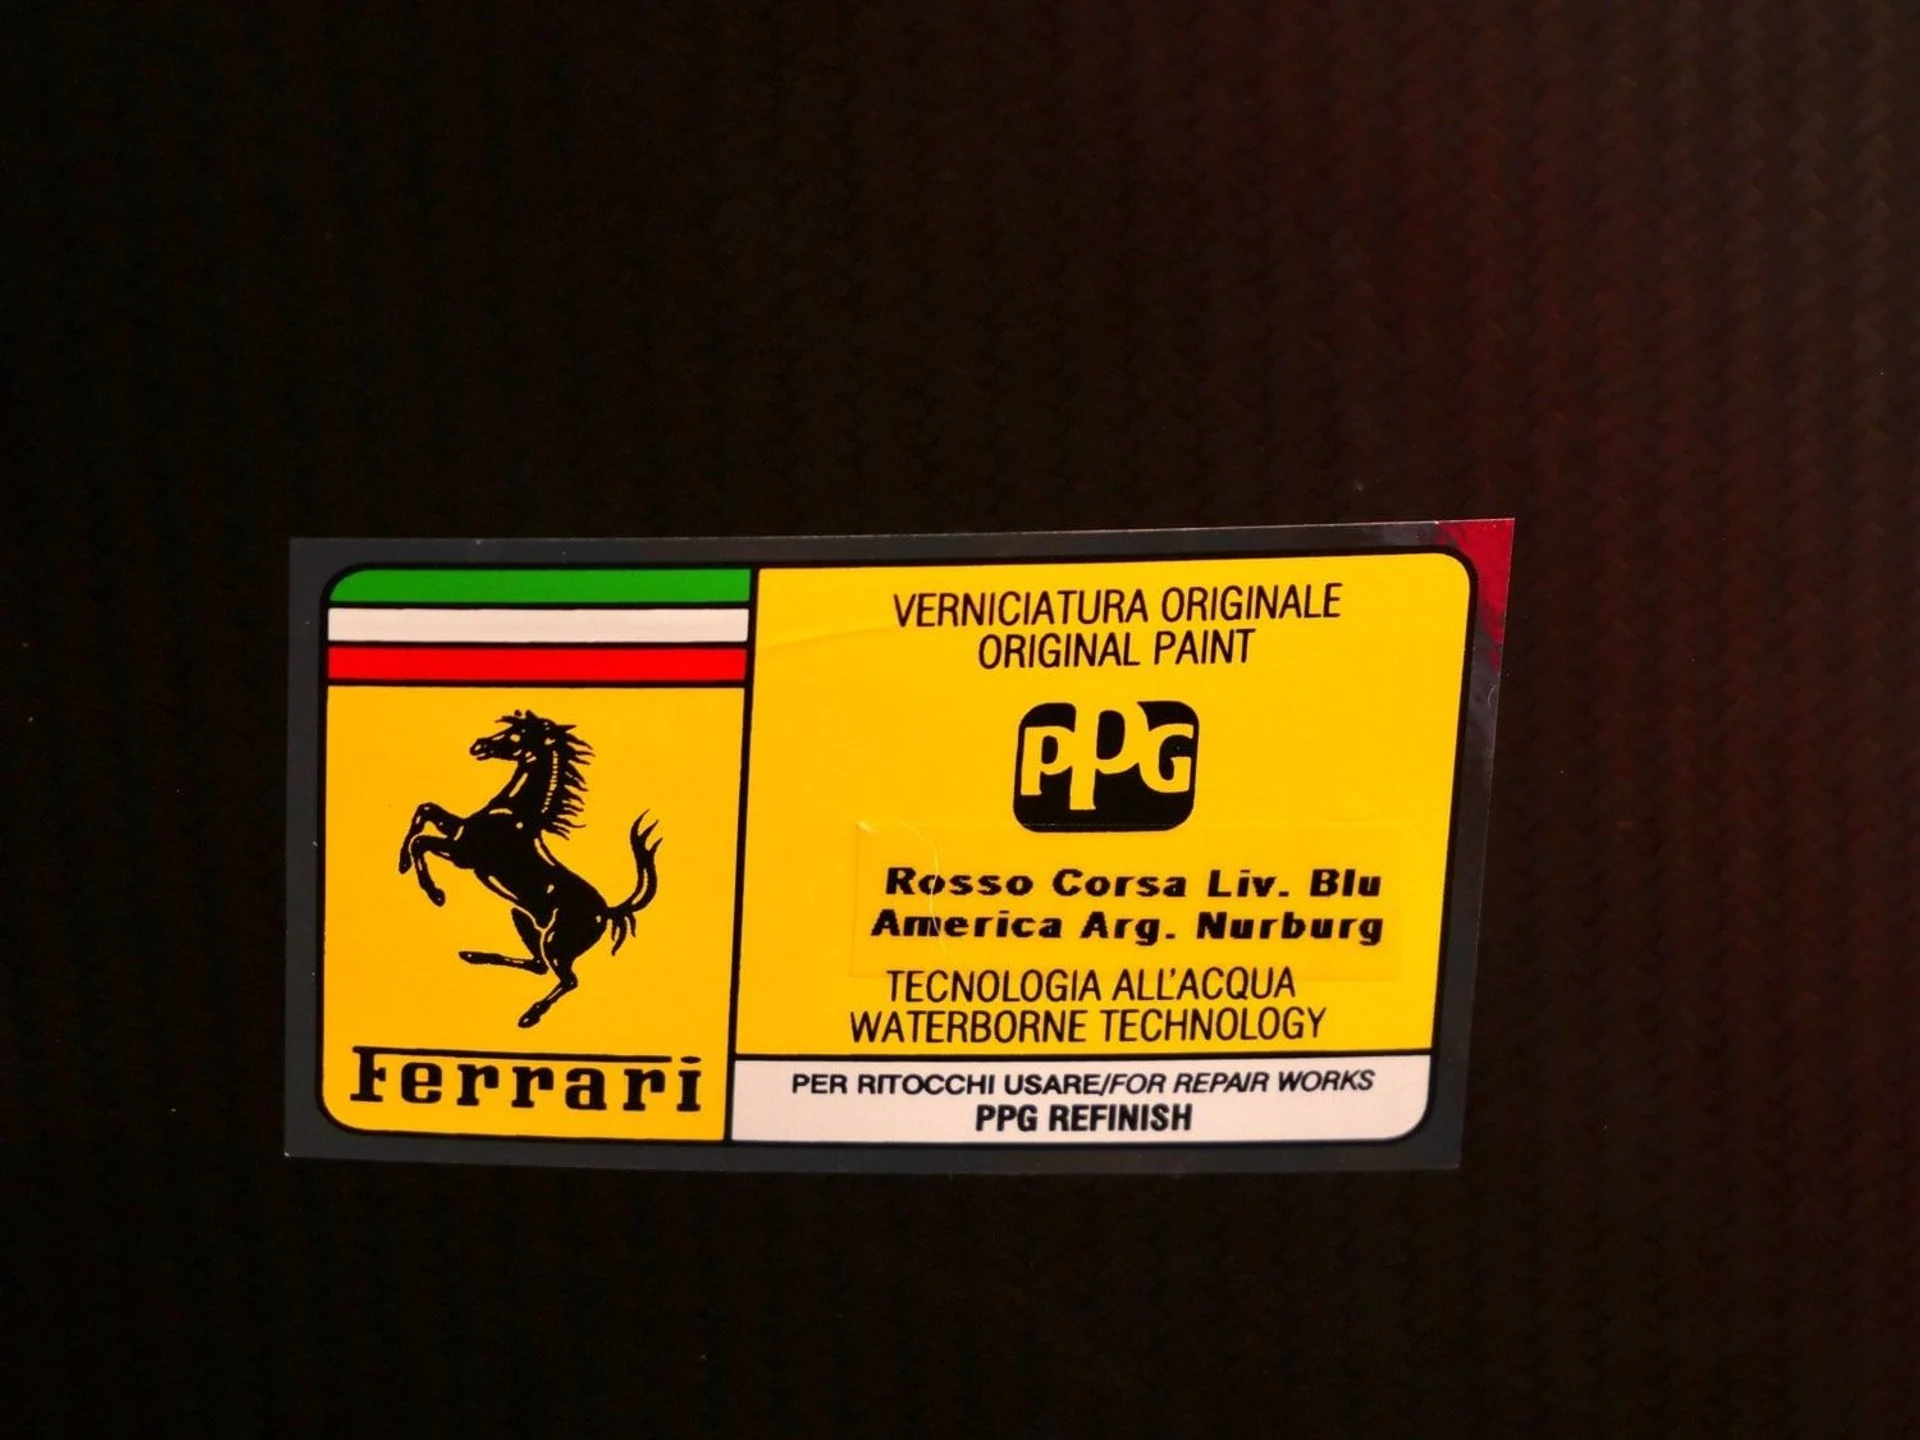 Ferrari
VERNICIATURA ORIGINALE
ORIGINAL PAINT
PPG
Rosso Corsa Liv. Blu
America Arg. Nurburg
TECNOLOGIA ALL'ACQUA
WATERBORNE TECHNOLOGY
PER RITOCCHI USARE/FOR REPAIR WORKS
PPG REFINISH